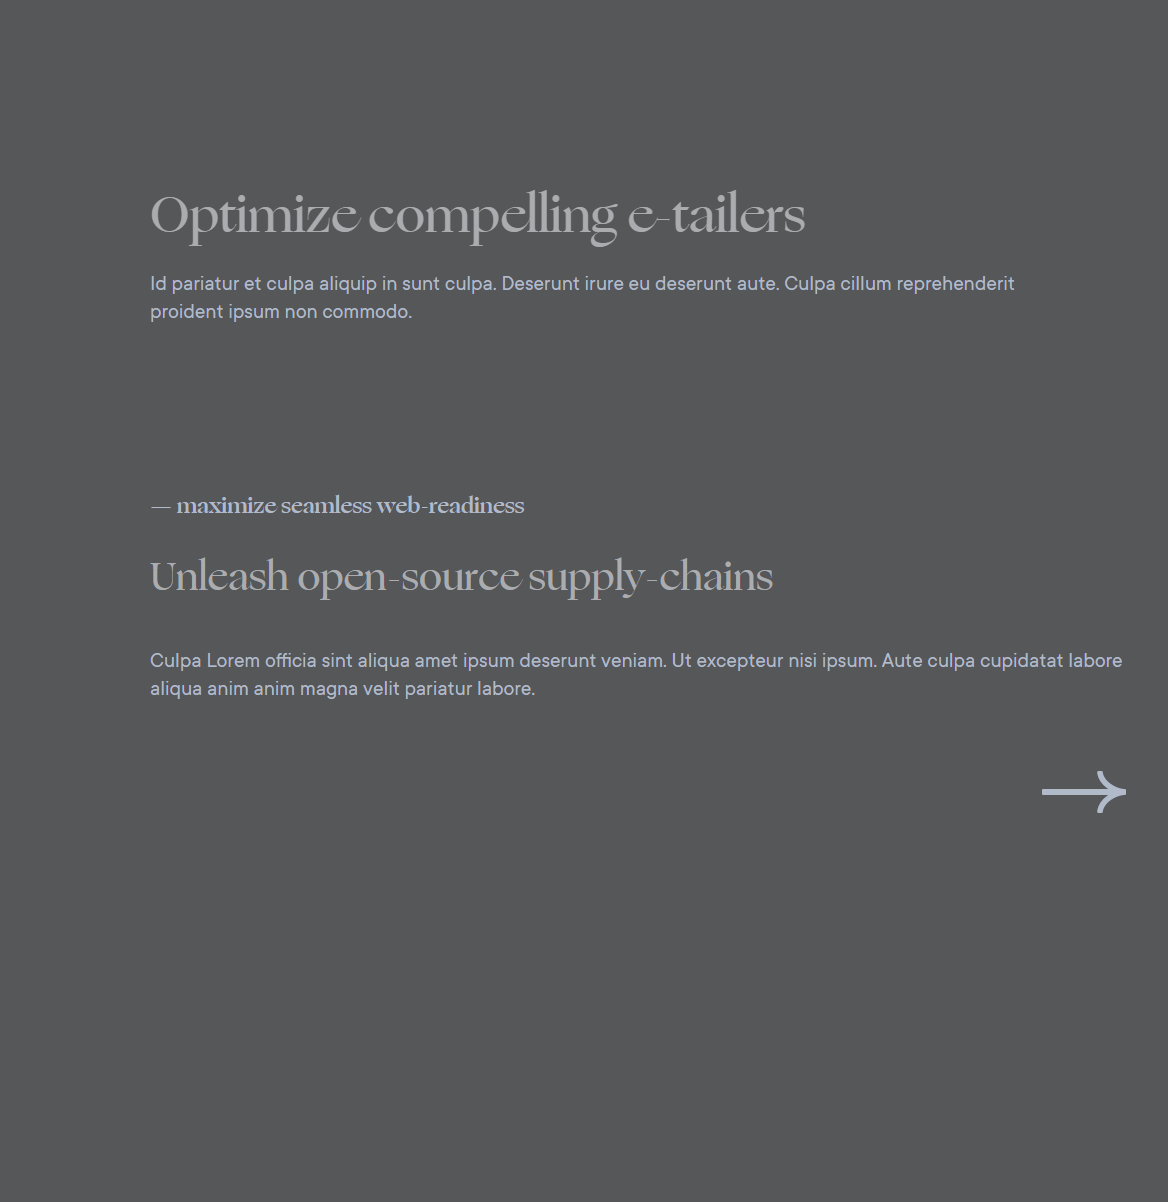 Optimize compelling e-tailers
Id pariatur et culpa aliquip in sunt culpa. Deserunt irure eu deserunt aute. Culpa cillum reprehenderit
proident ipsum non commodo.
— maximize seamless web-readiness
Unleash open-source supply-chains
Culpa Lorem officia sint aliqua amet ipsum deserunt veniam. Ut excepteur nisi ipsum. Aute culpa cupidatat labore
aliqua anim anim magna velit pariatur labore.